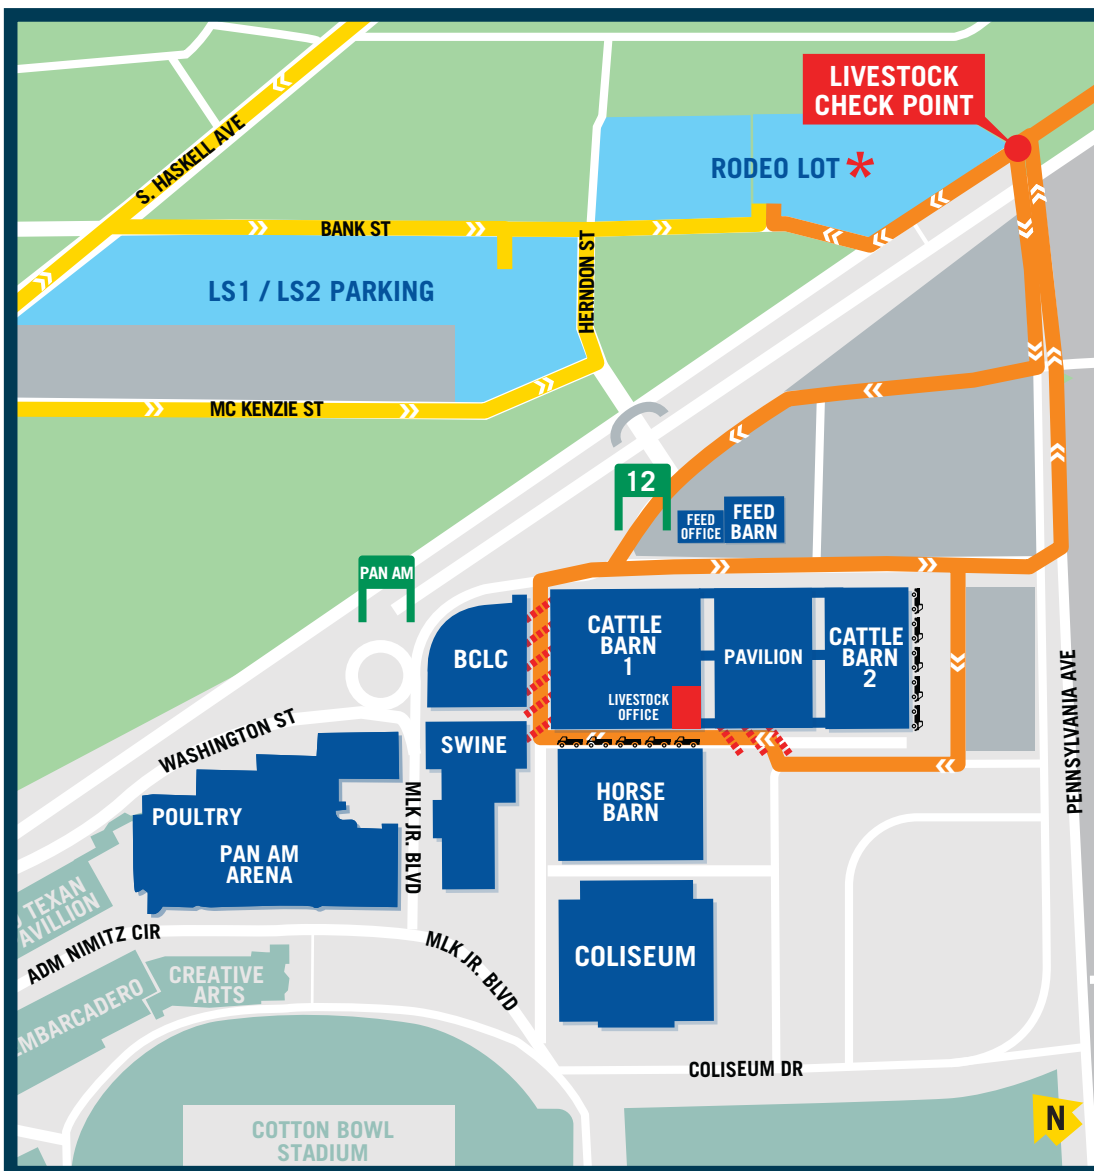 LIVESTOCK
CHECK POINT
S. HASKELL AVE
RODEO LOT *
BANK ST
HERNDON ST
LS1 / LS2 PARKING
MC KENZIE ST
12
FEED
OFFICE
FEED
BARN
PAN AM
CATTLE
BARN
1
PAVILION
CATTLE
BARN
2
BCLC
LIVESTOCK
OFFICE
WASHINGTON ST
SWINE
PENNSYLVANIA AVE
HORSE
BARN
POULTRY
PAN AM
ARENA
MLK JR. BLVD
TEXAN
ADM NIMITZ CIR
MLK JR. BLVD
COLISEUM
CREATIVE
ARTS
COLISEUM DR
COTTON BOWL
STADIUM
N